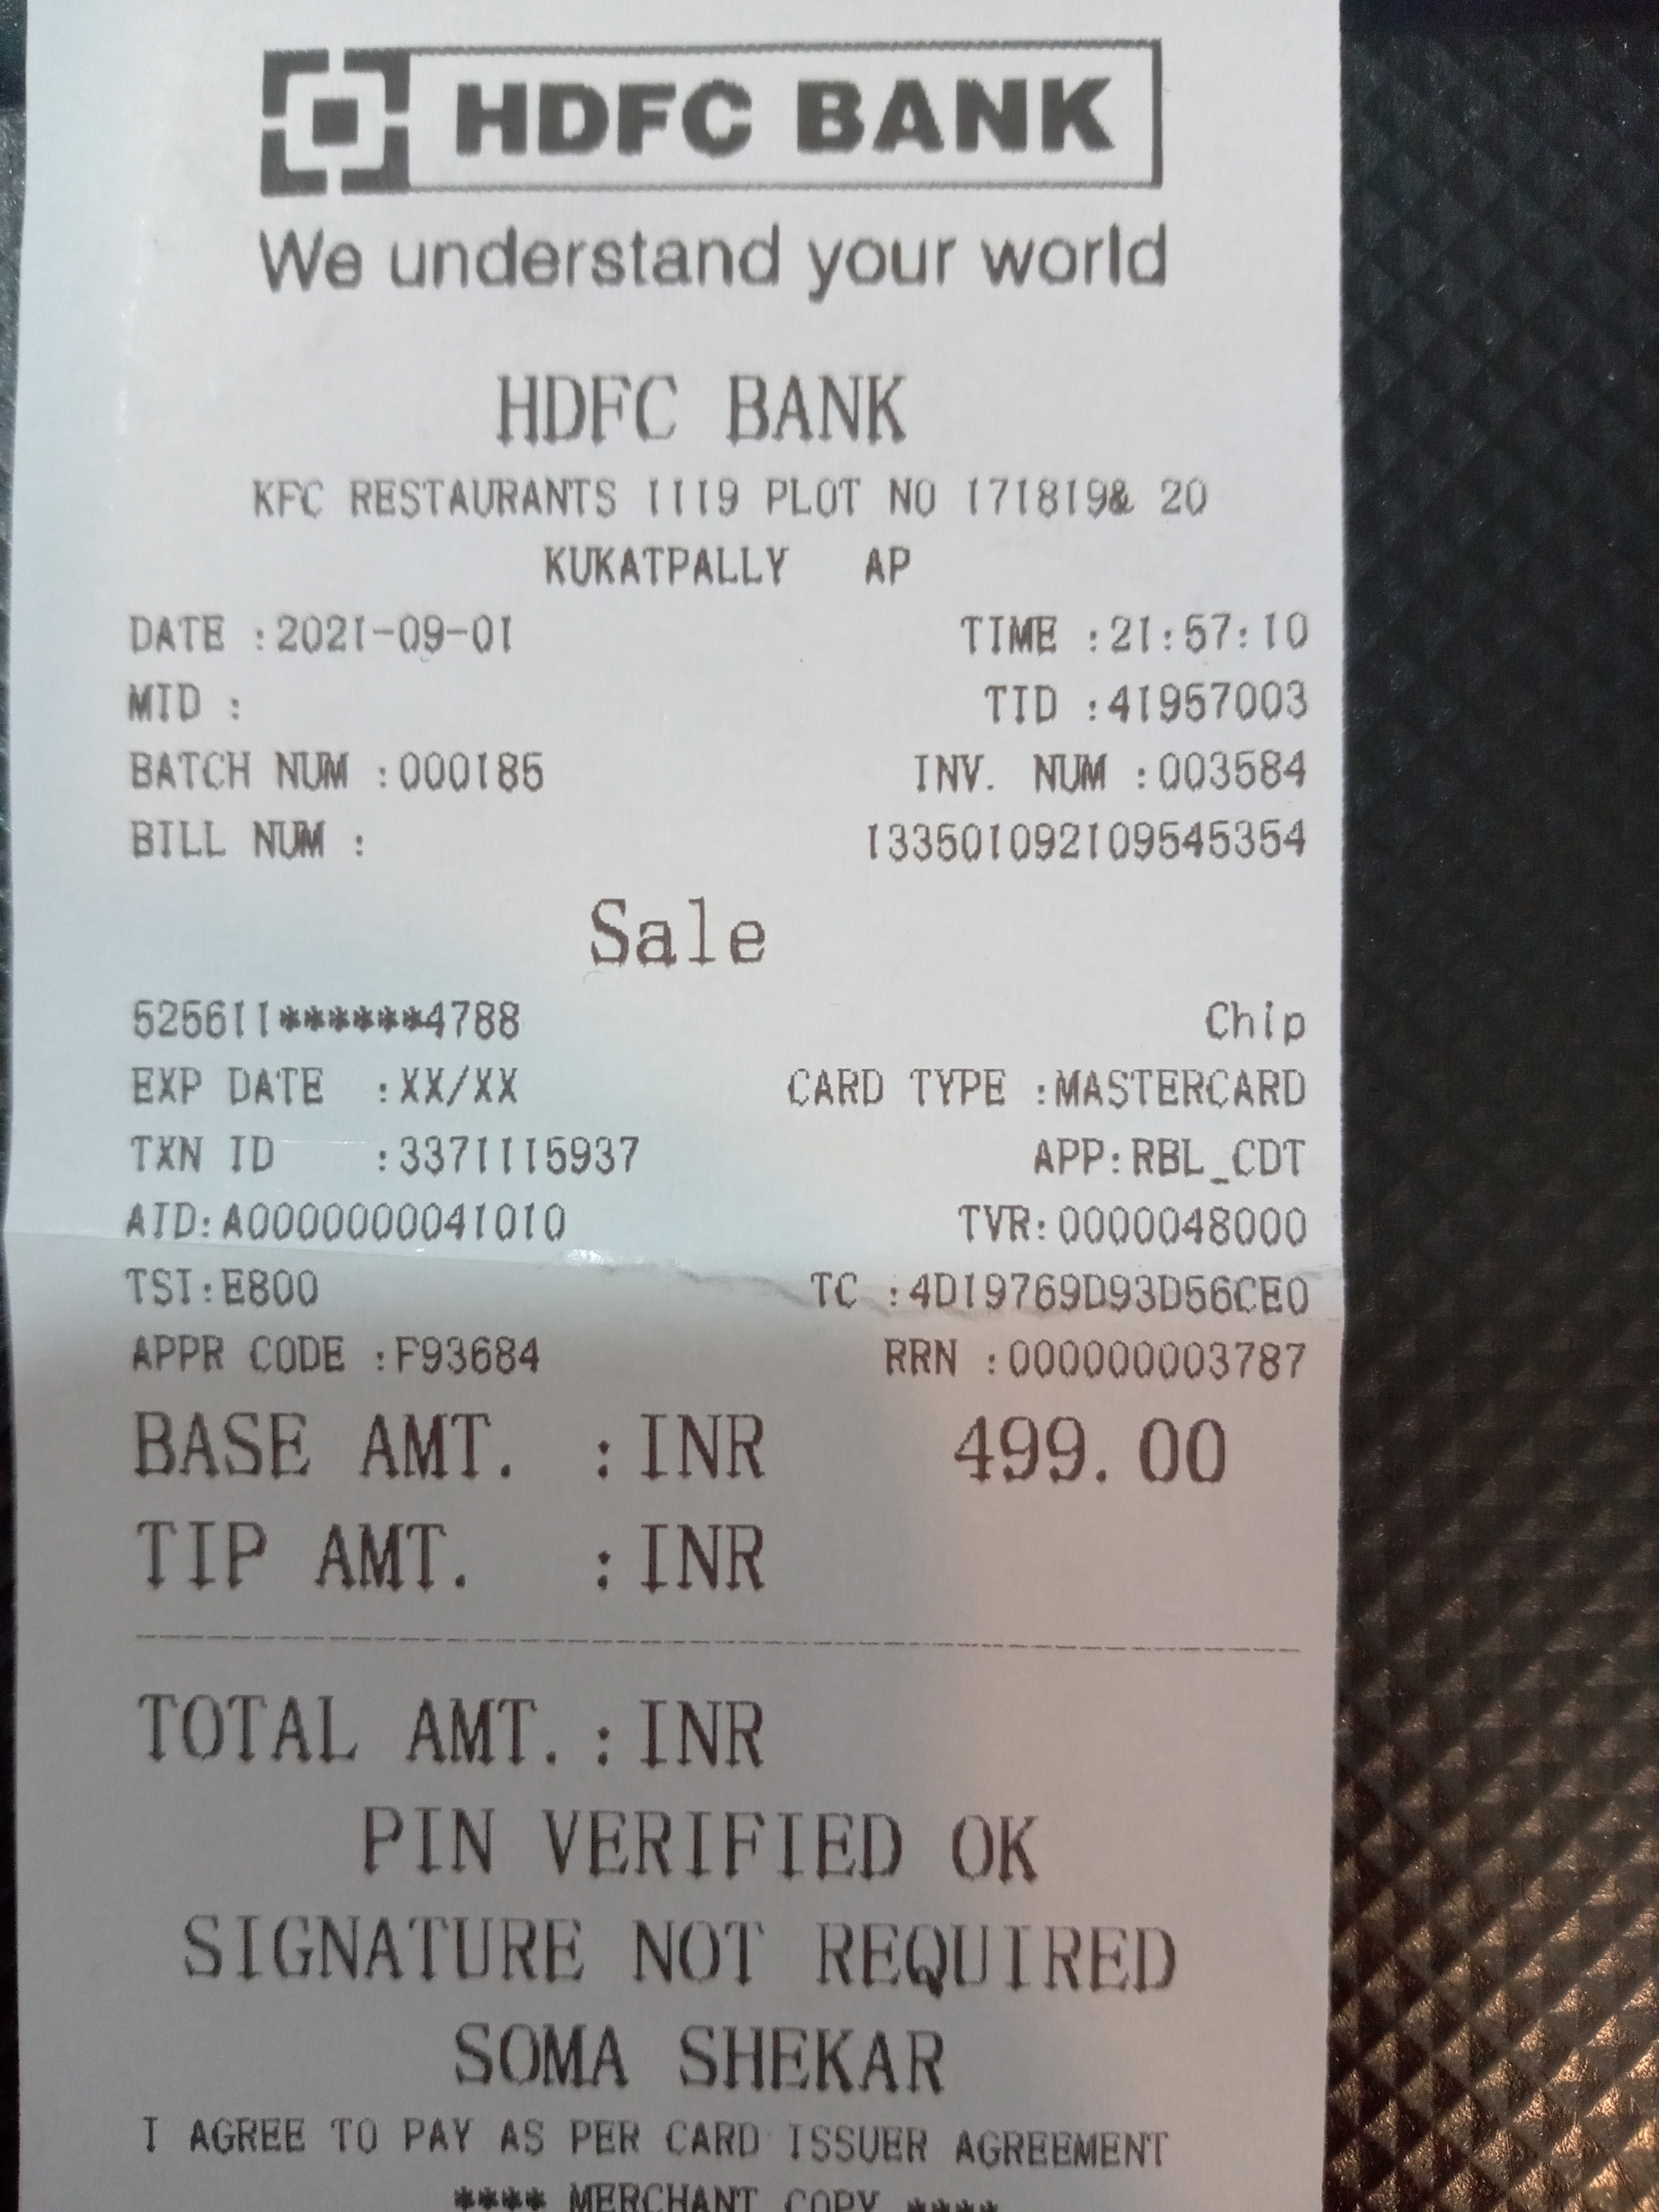 HDFC BANK
We understand your world
HDFC BANK
KFC RESTAURANTS 1119 PLOT NO 171819& 20
KUKATPALLY AP
DATE :2021-09-01 TIME :21:57:10
MID : TID :41957003
BATCH NUM :000185 INV. NUM :003584
BILL NUM : 133501092109545354
Sale
525611******4788 Chip
EXP DATE :XX/XX CARD TYPE :MASTERCARD
TXN ID :3371115937 APP:RBL_CDT
AID:A0000000041010 TVR:0000048000
TSI:E800 TC :4D19769D93D56CE0
APPR CODE :F93684 RRN :000000003787
BASE AMT. :INR 499.00
TIP AMT. :INR
TOTAL AMT.:INR
PIN VERIFIED OK
SIGNATURE NOT REQUIRED
SOMA SHEKAR
I AGREE TO PAY AS PER CARD ISSUER AGREEMENT
**** MERCHANT COPY ****